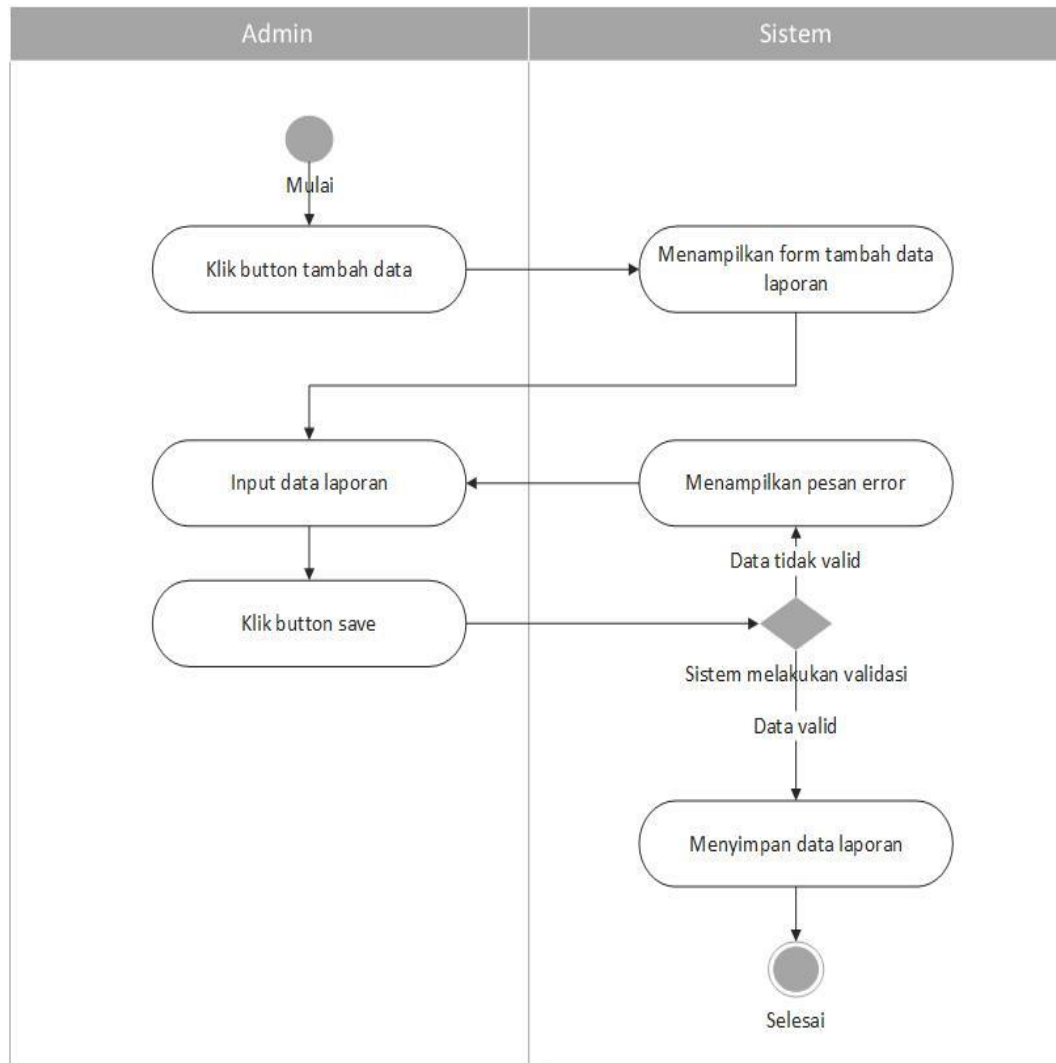 Admin
Sistem
Mulai
Klik button tambah data
Menampilkan form tambah data
laporan
Input data laporan
Menampilkan pesan error
Data tidak valid
Klik button save
Sistem melakukan validasi
Data valid
Menyimpan data laporan
Selesai